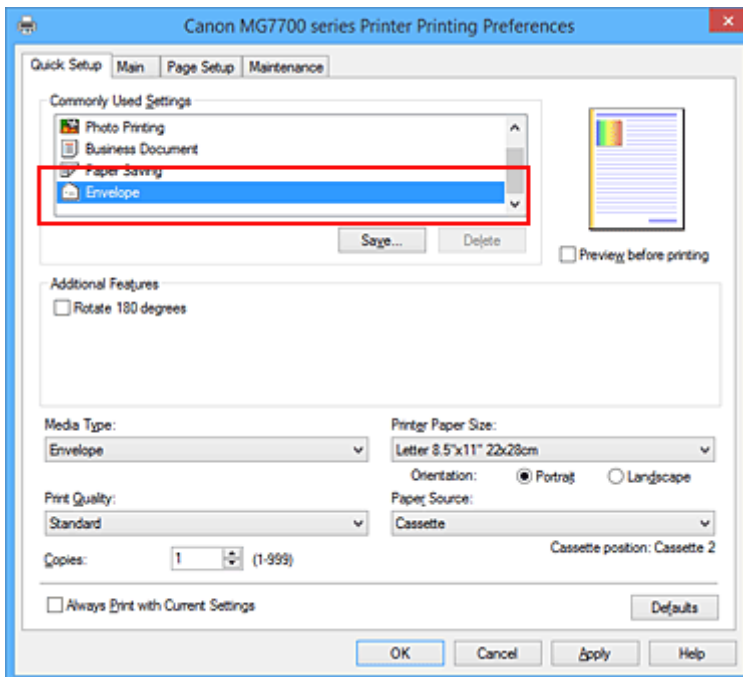 Canon MG7700 series Printer Printing Preferences
Quick Setup Main Page Setup Maintenance
Commonly Used Settings
Photo Printing
Business Document
Paper Saving
Envelope
Save... Delete
Preview before printing
Additional Features
Rotate 180 degrees
Media Type: Printer Paper Size:
Envelope Letter 8.5"x11" 22x28cm
Orientation: Portrait Landscape
Print Quality: Paper Source:
Standard Cassette
Cassette position: Cassette 2
Copies: 1 (1-999)
Always Print with Current Settings Defaults
OK Cancel Apply Help